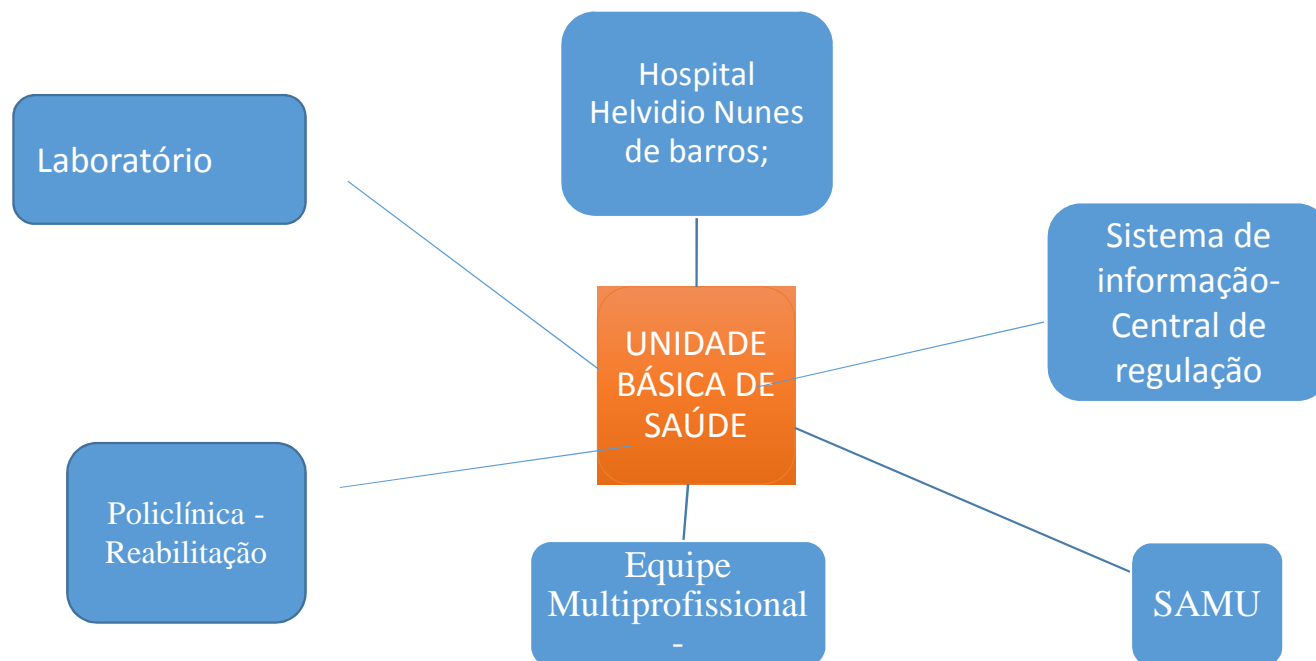 Hospital
Helvidio Nunes
de barros;
Laboratório
Sistema de
informação-
Central de
regulação
UNIDADE
BÁSICA DE
SAÚDE
Policlínica -
Reabilitação
Equipe
Multiprofissional
-
SAMU